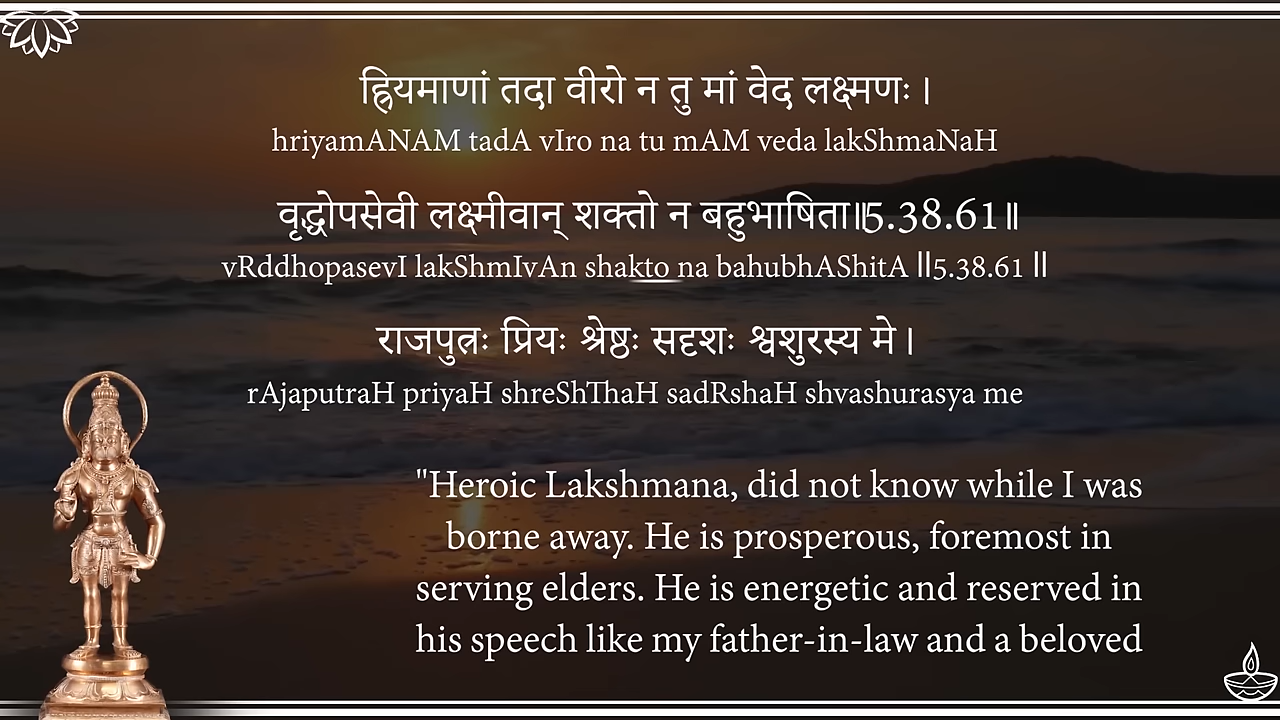 ह्रियमाणां तदा वीरो न तु मां वेद लक्ष्मणः ।
hriyamANAM tadA vIro na tu mAM veda lakShmaNaH
वृद्धोपसेवी लक्ष्मीवान् शक्तो न बहुभाषिता॥5.38.61॥
vRddhopasevI lakShmIvAn shakto na bahubhAShitA ||5.38.61 ||
राजपुत्रः प्रियः श्रेष्ठः सदृशः श्वशुरस्य मे ।
rAjaputraH priyaH shreShThaH sadRshaH shvashurasya me
"Heroic Lakshmana, did not know while I was
borne away. He is prosperous, foremost in
serving elders. He is energetic and reserved in
his speech like my father-in-law and a beloved